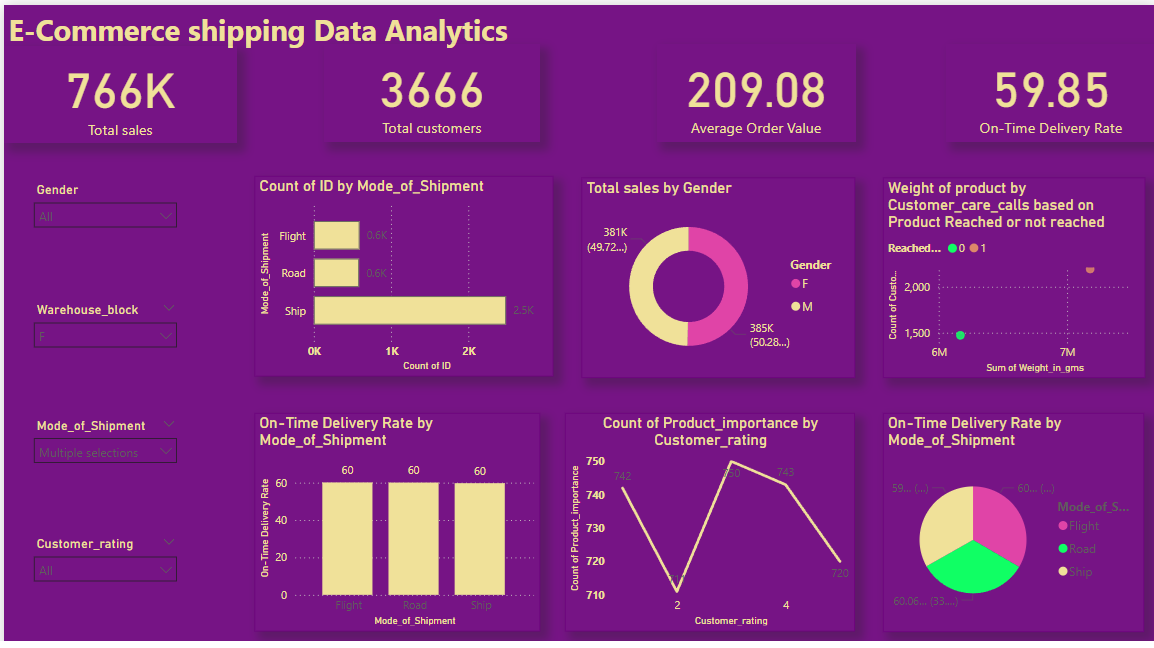 E-Commerce shipping Data Analytics
766K
Total sales
3666
Total customers
209.08
Average Order Value
59.85
On-Time Delivery Rate
Gender
All
Warehouse_block
F
Mode_of_Shipment
Multiple selections
Customer_rating
All
Count of ID by Mode_of_Shipment
Mode_of_Shipment
Flight
0.6K
Road
0.6K
Ship
2.5K
0K
1K
2K
Count of ID
Total sales by Gender
381K
(49.72...)
385K
(50.28...)
Gender
F
M
Weight of product by
Customer_care_calls based on
Product Reached or not reached
Reached...
0
1
Count of Custo...
2,000
1,500
6M
7M
Sum of Weight_in_gms
On-Time Delivery Rate by
Mode_of_Shipment
On-Time Delivery Rate
60
40
20
0
60
60
60
Flight
Road
Ship
Mode_of_Shipment
Count of Product_importance by
Customer_rating
Count of Product_importance
750
740
730
720
710
742
750
743
720
2
4
Customer_rating
On-Time Delivery Rate by
Mode_of_Shipment
59... (...)
60... (...)
60.06... (33....)
Mode_of_S...
Flight
Road
Ship